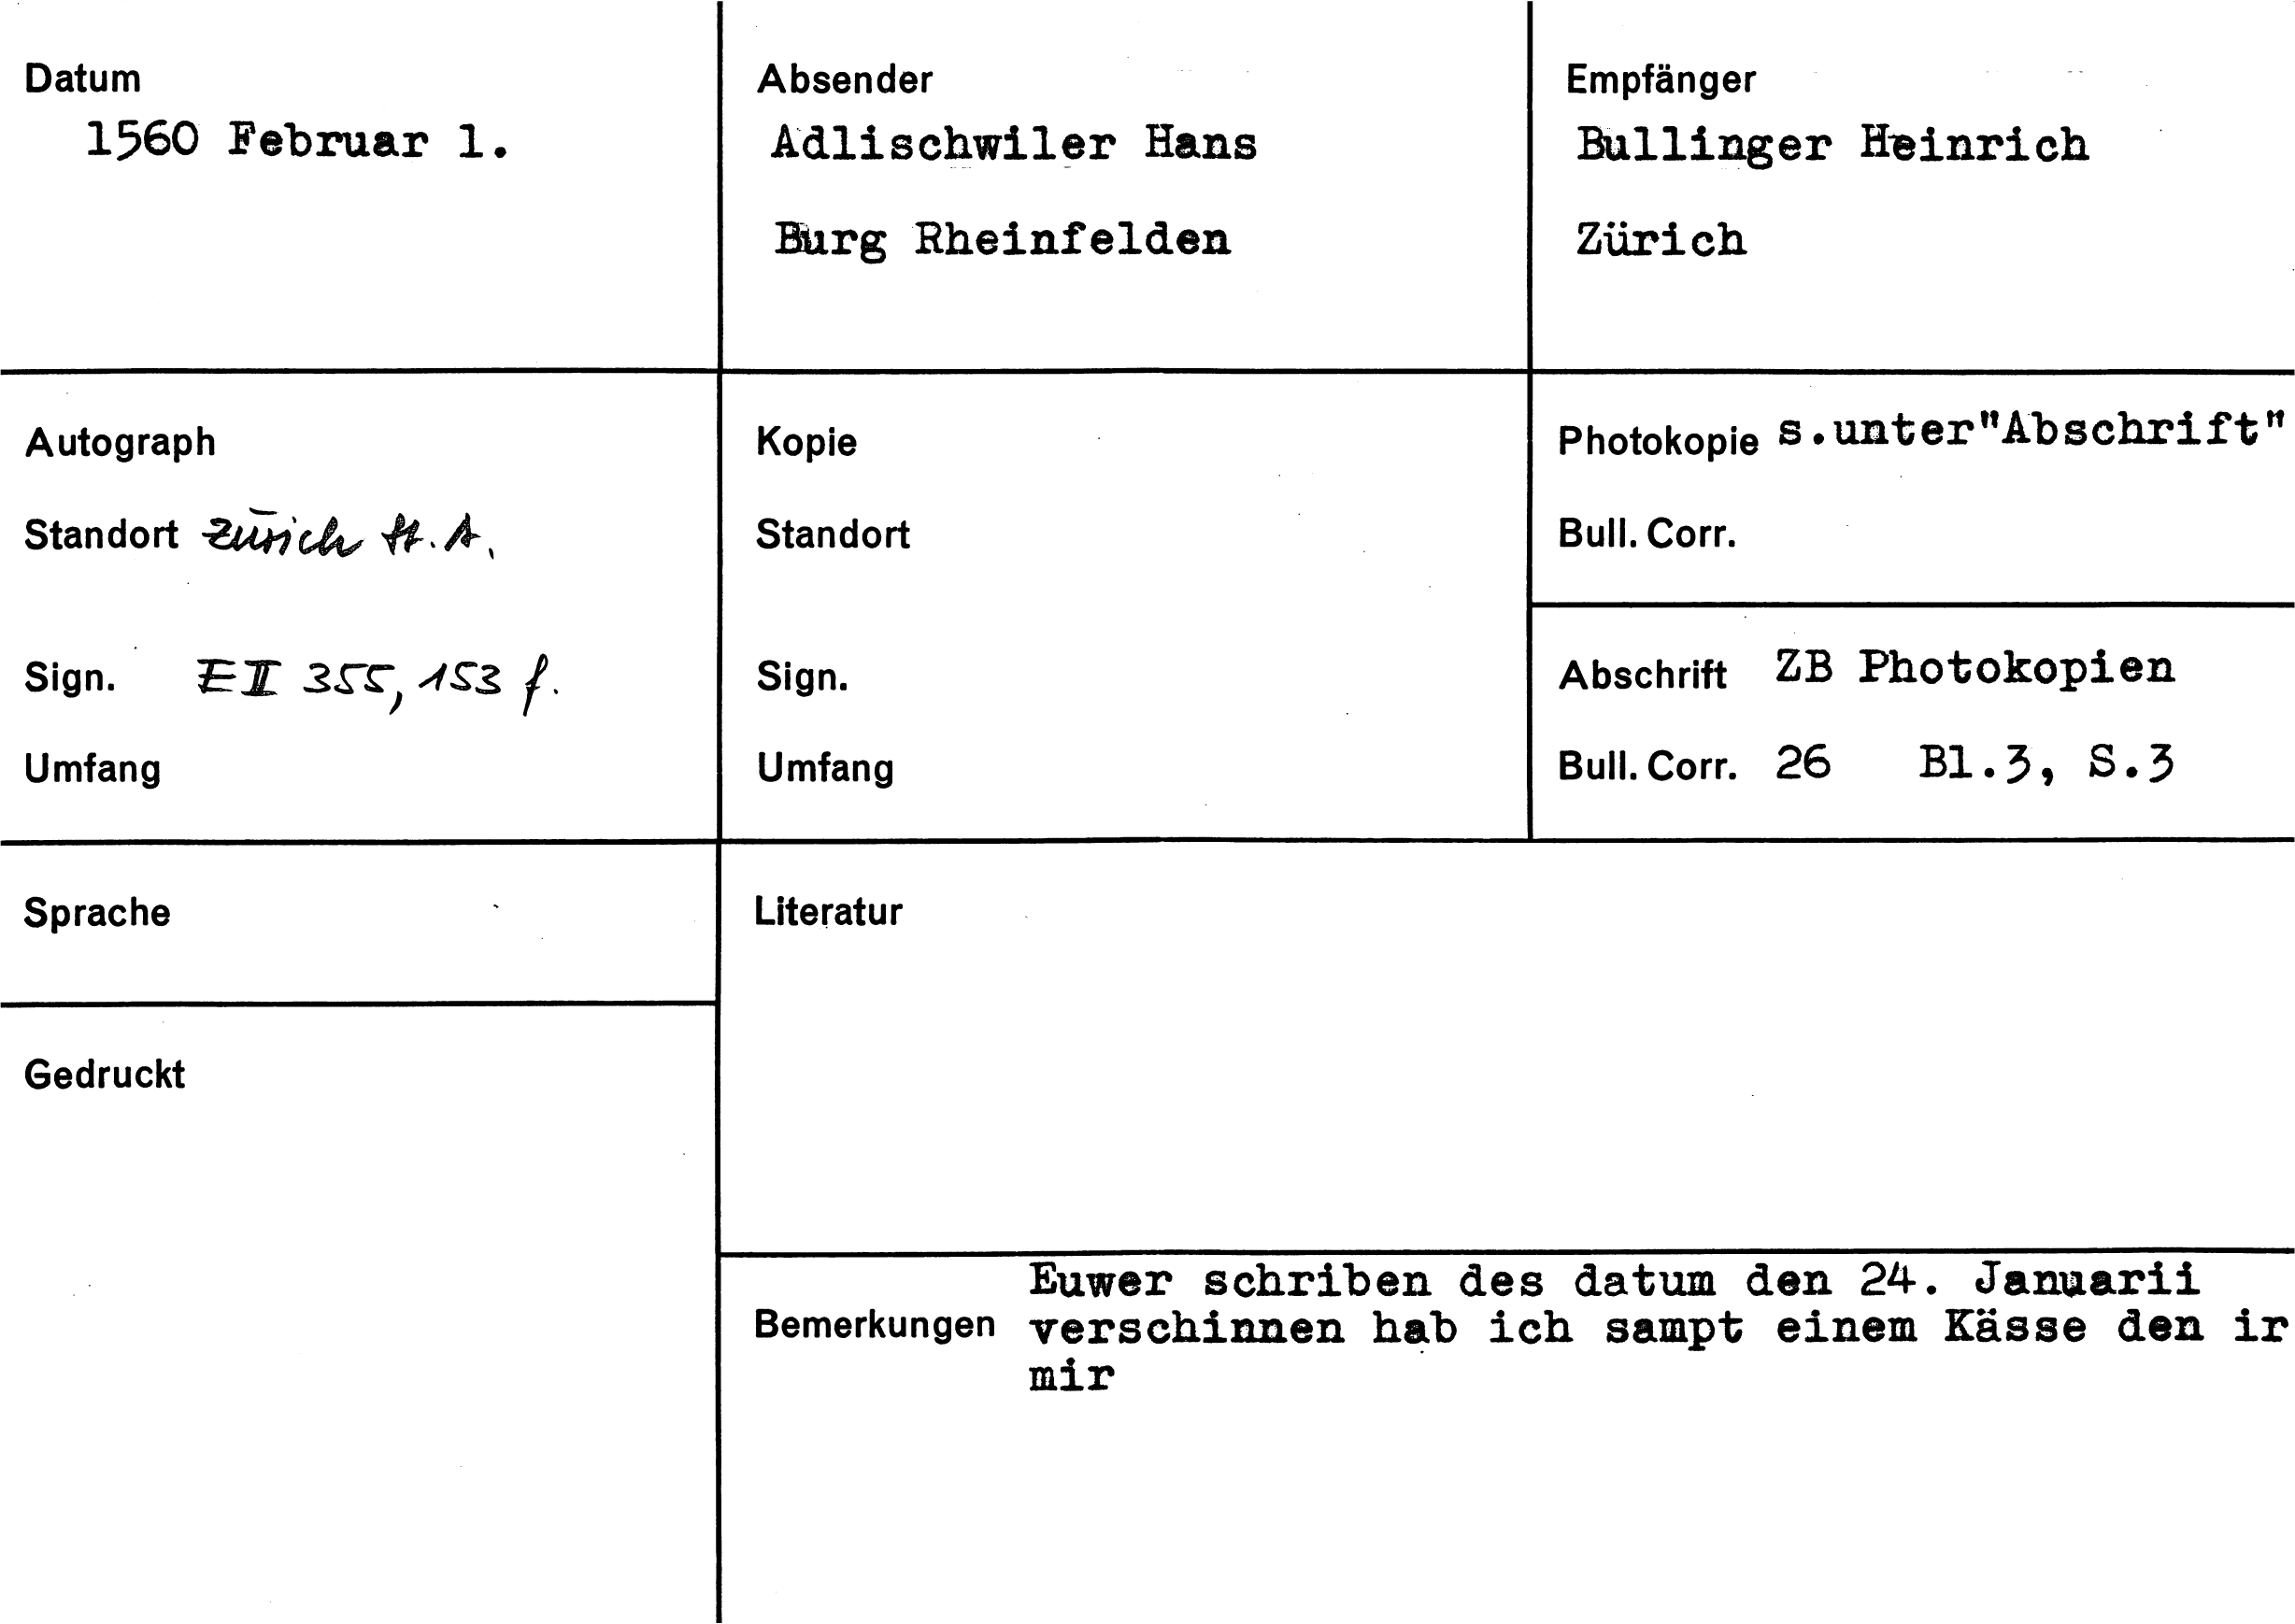 Datum
1560 Februar 1.
Absender
Adlischwiler Hans
Burg Rheinfelden
Empfänger
Bullinger Heinrich
Zürich
Autograph
Standort Zürich St. A.
Sign. E II 355, 153 f.
Umfang
Kopie
Standort
Sign.
Umfang
Photokopie s.unter"Abschrift"
Bull. Corr.
Abschrift ZB Photokopien
Bull. Corr. 26 Bl.3, S.3
Sprache
Gedruckt
Literatur
Bemerkungen
Euwer schriben des datum den 24. Januarii
verschinnen hab ich sampt einem Kässe den ir
mir